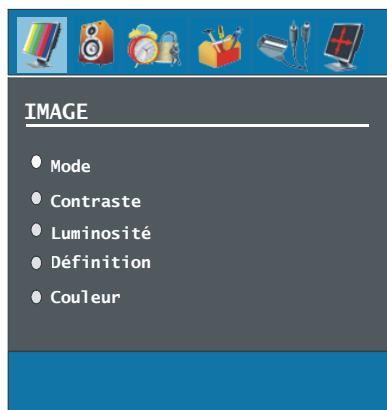 IMAGE
Mode
Contraste
Luminosité
Définition
Couleur